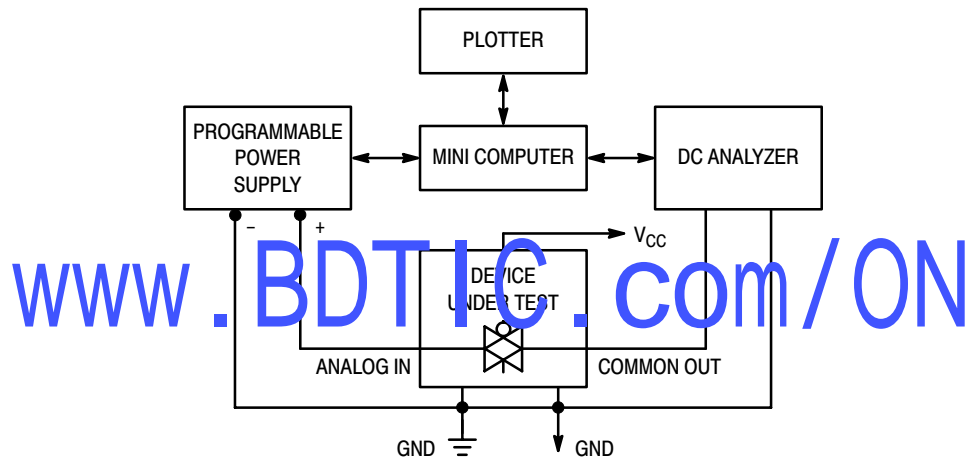 PLOTTER
PROGRAMMABLE
POWER
SUPPLY
MINI COMPUTER
DC ANALYZER
− +
VCC
www.BDTIC.com/ON
DEVICE
UNDER TEST
ANALOG IN
COMMON OUT
GND
GND